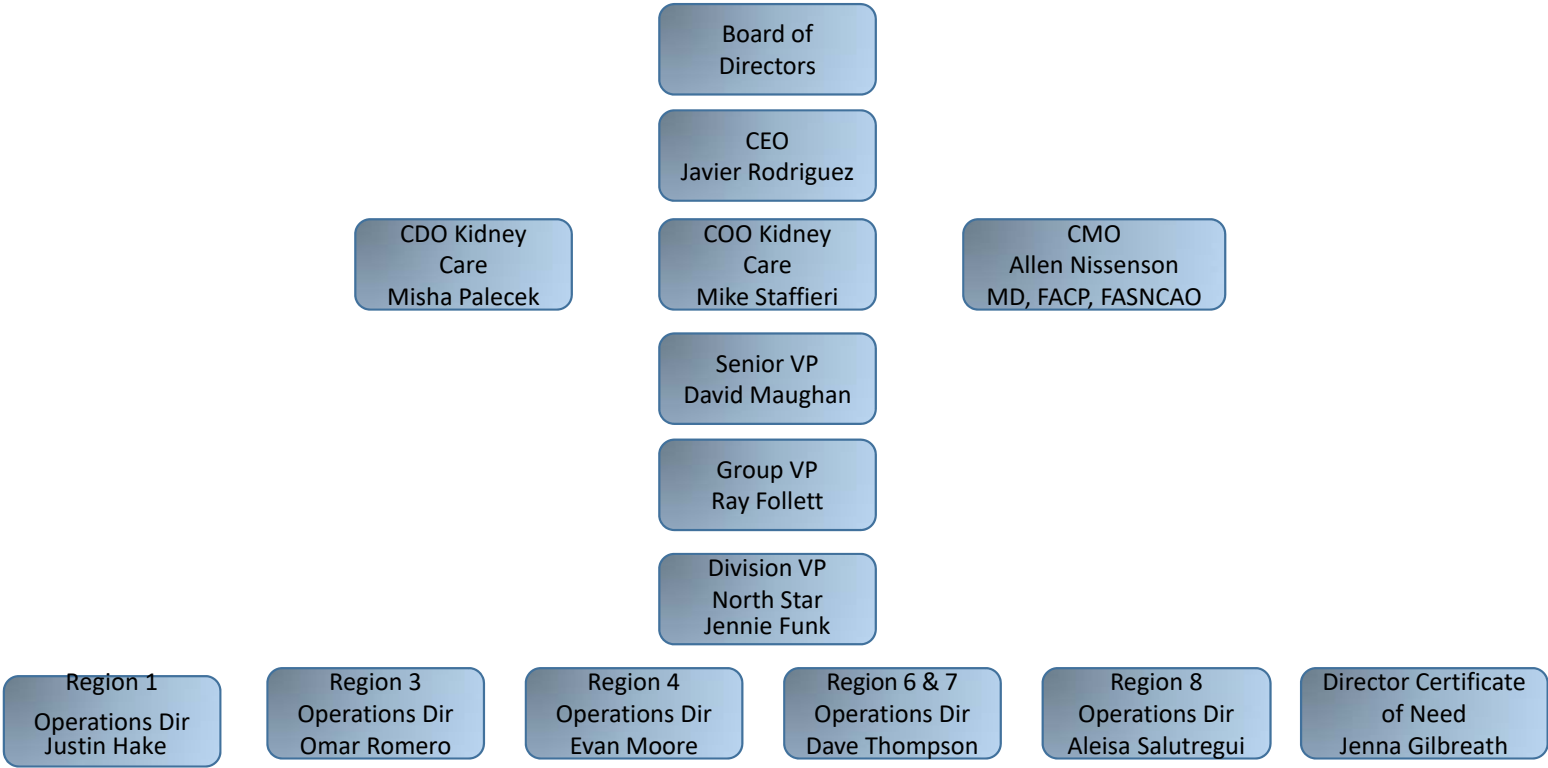 Board of
Directors
CEO
Javier Rodriguez
CDO Kidney
Care
Misha Palecek
COO Kidney
Care
Mike Staffieri
CMO
Allen Nissenson
MD, FACP, FASNCAO
Senior VP
David Maughan
Group VP
Ray Follett
Division VP
North Star
Jennie Funk
Region 1
Operations Dir
Justin Hake
Region 3
Operations Dir
Omar Romero
Region 4
Operations Dir
Evan Moore
Region 6 & 7
Operations Dir
Dave Thompson
Region 8
Operations Dir
Aleisa Salutregui
Director Certificate
of Need
Jenna Gilbreath